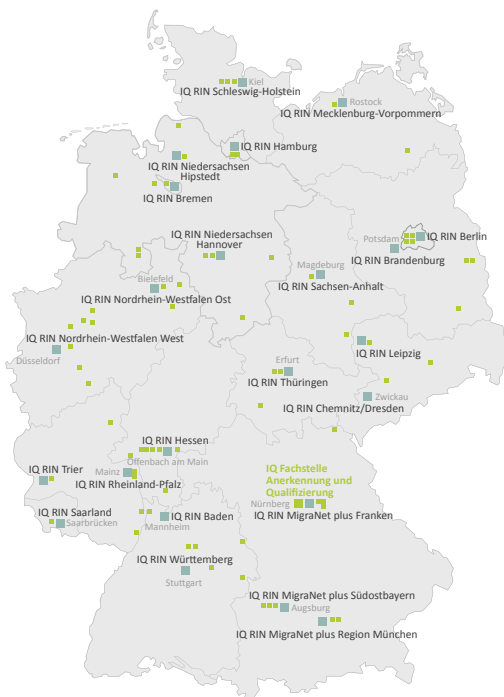 Kiel
IQ RIN Schleswig-Holstein
Rostock
IQ RIN Mecklenburg-Vorpommern
IQ RIN Hamburg
IQ RIN Niedersachsen
Hipstedt
IQ RIN Bremen
IQ RIN Niedersachsen
Hannover
Potsdam
IQ RIN Berlin
IQ RIN Brandenburg
Magdeburg
IQ RIN Sachsen-Anhalt
Bielefeld
IQ RIN Nordrhein-Westfalen Ost
IQ RIN Nordrhein-Westfalen West
Düsseldorf
IQ RIN Leipzig
Erfurt
IQ RIN Thüringen
Zwickau
IQ RIN Chemnitz/Dresden
IQ RIN Hessen
Offenbach am Main
IQ RIN Trier
Mainz
IQ RIN Rheinland-Pfalz
IQ Fachstelle
Anerkennung und
Qualifizierung
Nürnberg
IQ RIN MigraNet plus Franken
IQ RIN Saarland
Saarbrücken
IQ RIN Baden
Mannheim
IQ RIN Württemberg
Stuttgart
IQ RIN MigraNet plus Südostbayern
Augsburg
IQ RIN MigraNet plus Region München